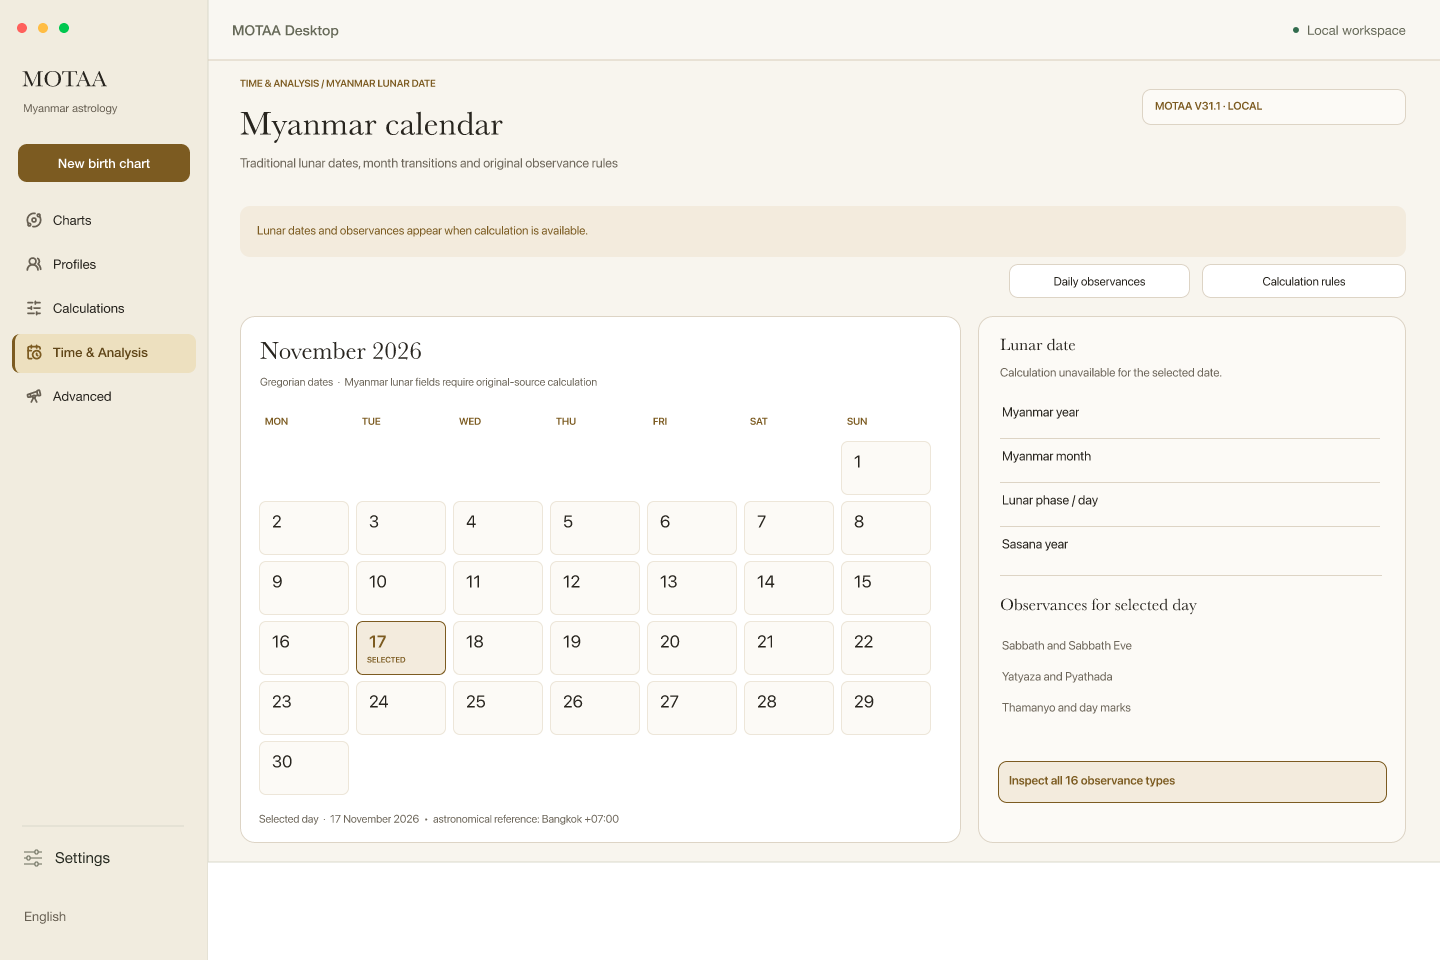 MOTAA Desktop
Local workspace
MOTAA
Myanmar astrology
New birth chart
Charts
Profiles
Calculations
Time & Analysis
Advanced
Settings
English
TIME & ANALYSIS / MYANMAR LUNAR DATE
Myanmar calendar
Traditional lunar dates, month transitions and original observance rules
MOTAA V31.1 · LOCAL
Lunar dates and observances appear when calculation is available.
Daily observances
Calculation rules
November 2026
Gregorian dates · Myanmar lunar fields require original-source calculation
MON TUE WED THU FRI SAT SUN
1
2 3 4 5 6 7 8
9 10 11 12 13 14 15
16 17 18 19 20 21 22
SELECTED
23 24 25 26 27 28 29
30
Selected day · 17 November 2026 • astronomical reference: Bangkok +07:00
Lunar date
Calculation unavailable for the selected date.
Myanmar year
Myanmar month
Lunar phase / day
Sasana year
Observances for selected day
Sabbath and Sabbath Eve
Yatyaza and Pyathada
Thamanyo and day marks
Inspect all 16 observance types